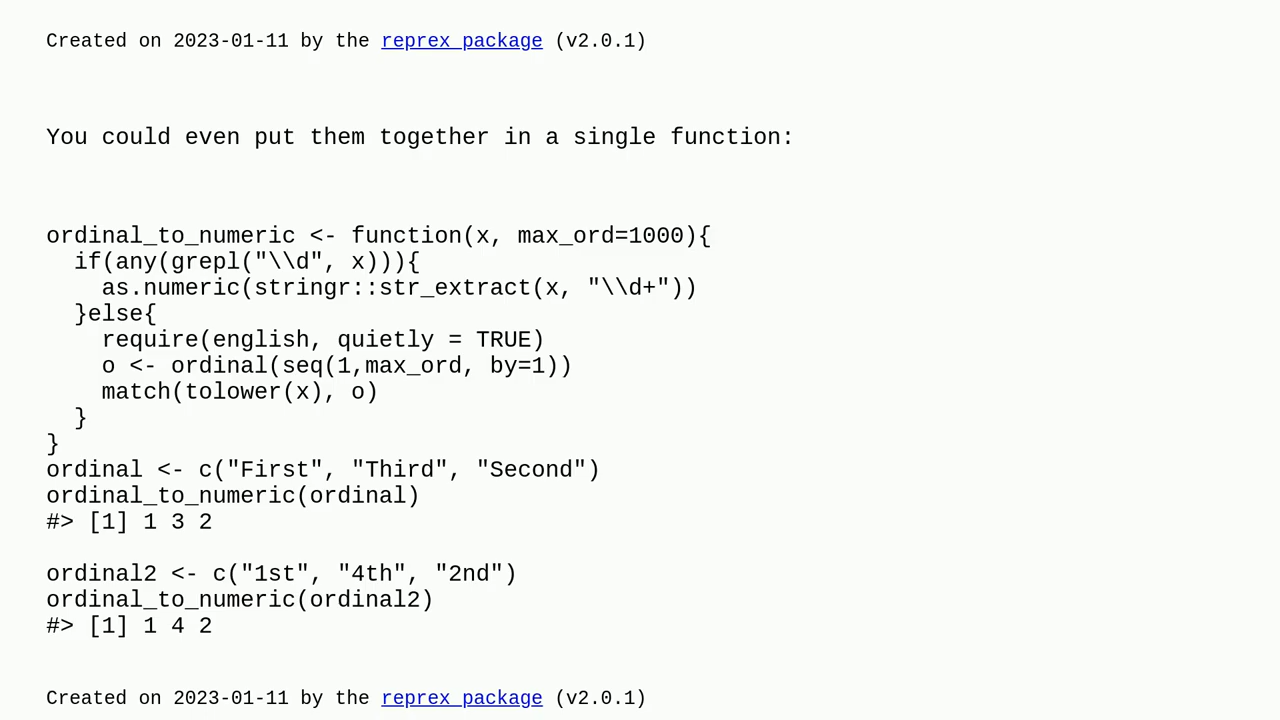 Created on 2023-01-11 by the reprex package (v2.0.1)
You could even put them together in a single function:
ordinal_to_numeric <- function(x, max_ord=1000){
  if(any(grepl("\\d", x))){
    as.numeric(stringr::str_extract(x, "\\d+"))
  }else{
    require(english, quietly = TRUE)
    o <- ordinal(seq(1,max_ord, by=1))
    match(tolower(x), o)
  }
}
ordinal <- c("First", "Third", "Second")
ordinal_to_numeric(ordinal)
#> [1] 1 3 2
ordinal2 <- c("1st", "4th", "2nd")
ordinal_to_numeric(ordinal2)
#> [1] 1 4 2
Created on 2023-01-11 by the reprex package (v2.0.1)